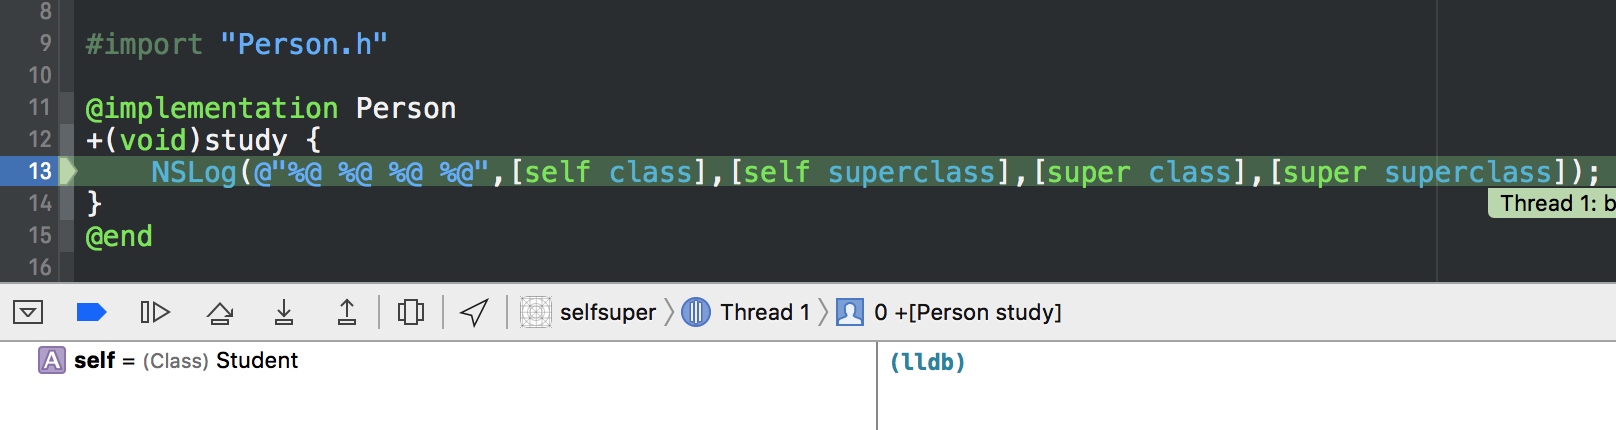 8
9 #import "Person.h"
10
11 @implementation Person
12 +(void)study {
13     NSLog(@"%@ %@ %@ %@",[self class],[self superclass],[super class],[super superclass]);
14 }
Thread 1: b
15 @end
16
selfsuper Thread 1 0 +[Person study]
A self = (Class) Student
(lldb)